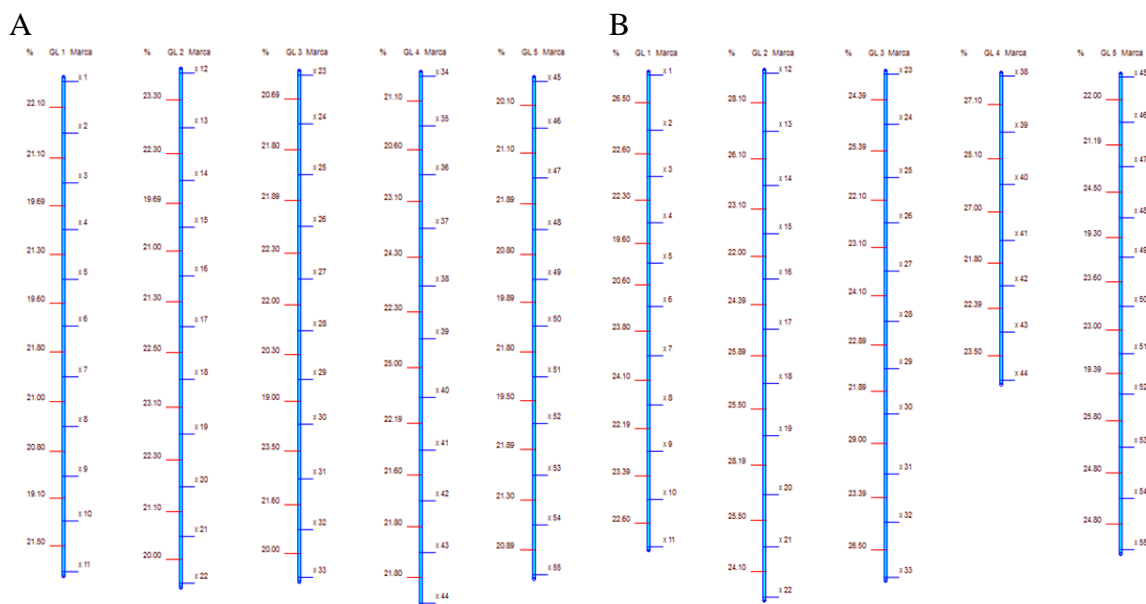 A
B
% GL 1 Marca
x 1
22.10
x 2
21.10
x 3
19.69
x 4
21.30
x 5
19.60
x 6
21.80
x 7
21.00
x 8
20.80
x 9
19.10
x 10
21.50
x 11
% GL 2 Marca
x 12
23.30
x 13
22.30
x 14
19.69
x 15
21.00
x 16
21.30
x 17
22.50
x 18
23.10
x 19
22.30
x 20
21.10
x 21
20.00
x 22
% GL 3 Marca
x 23
20.69
x 24
21.80
x 25
21.89
x 26
22.30
x 27
22.00
x 28
20.30
x 29
19.00
x 30
23.50
x 31
21.60
x 32
20.00
x 33
% GL 4 Marca
x 34
21.10
x 35
20.60
x 36
23.10
x 37
24.30
x 38
22.30
x 39
25.00
x 40
22.19
x 41
21.60
x 42
21.80
x 43
21.80
x 44
% GL 5 Marca
x 45
20.10
x 46
21.10
x 47
21.89
x 48
20.80
x 49
19.89
x 50
21.80
x 51
19.50
x 52
21.89
x 53
21.30
x 54
20.89
x 55
% GL 1 Marca
x 1
26.50
x 2
22.60
x 3
22.30
x 4
19.60
x 5
20.60
x 6
23.80
x 7
24.10
x 8
22.19
x 9
23.39
x 10
22.60
x 11
% GL 2 Marca
x 12
28.10
x 13
26.10
x 14
23.10
x 15
22.00
x 16
24.39
x 17
25.89
x 18
25.50
x 19
28.19
x 20
25.50
x 21
24.10
x 22
% GL 3 Marca
x 23
24.39
x 24
25.39
x 25
22.10
x 26
23.10
x 27
24.10
x 28
22.89
x 29
21.89
x 30
29.00
x 31
23.39
x 32
26.50
x 33
% GL 4 Marca
x 38
27.10
x 39
25.10
x 40
27.00
x 41
21.80
x 42
22.39
x 43
23.50
x 44
% GL 5 Marca
x 45
22.00
x 46
21.19
x 47
24.50
x 48
19.30
x 49
23.60
x 50
23.00
x 51
19.39
x 52
25.80
x 53
24.80
x 54
24.80
x 55